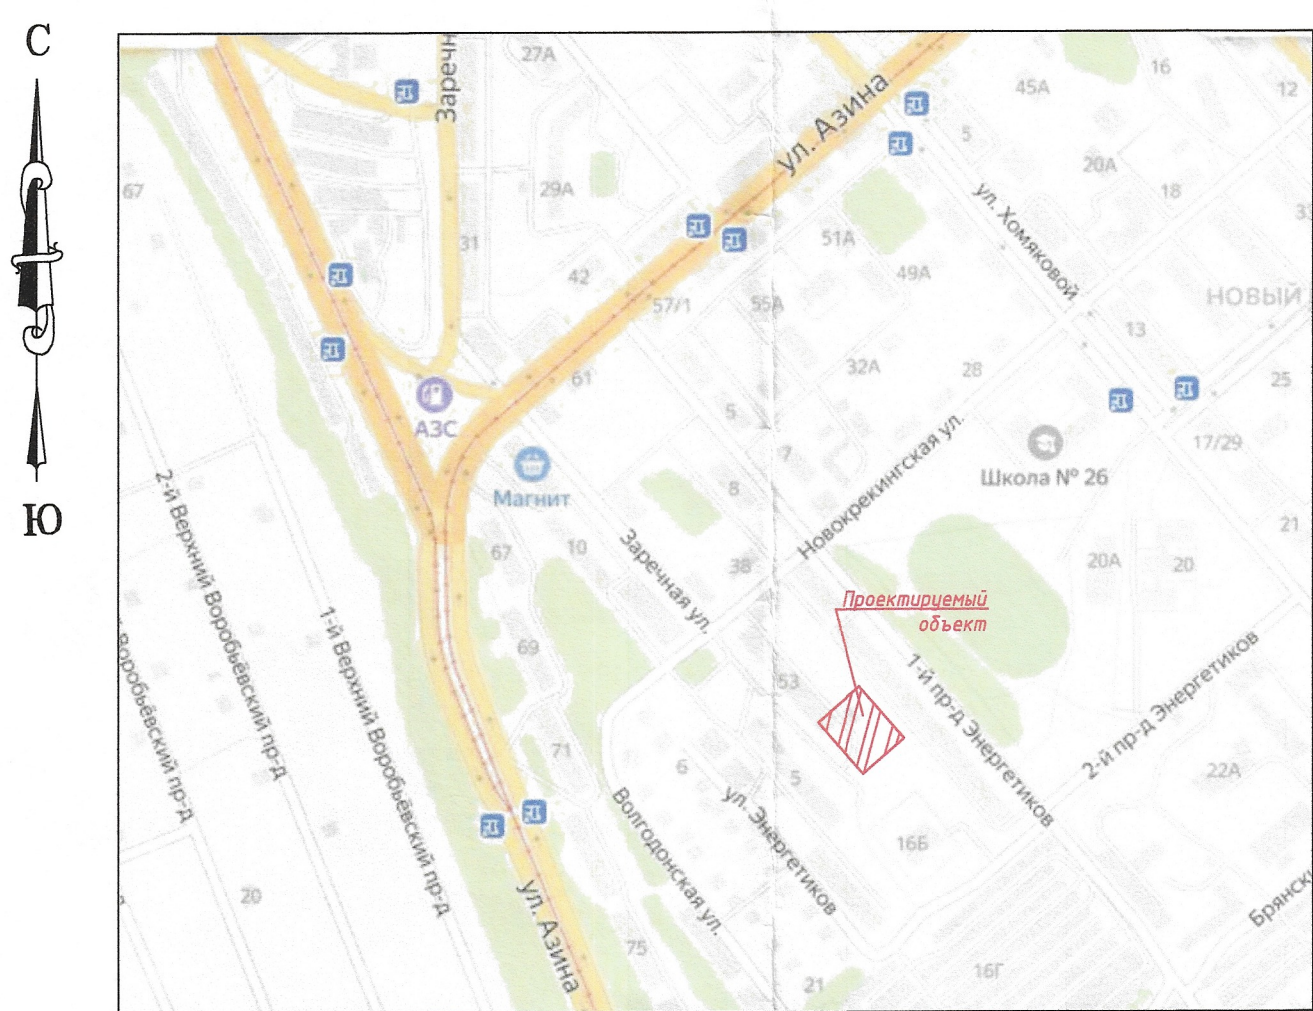 С
Ю
27А
Заречн
16
45А
12
ул. Азина
5
20А
18
67
29А
31
ул. Хомяковой
51А
49А
42
57/1
55А
НОВЫЙ
13
61
32А
28
25
АЗС
5
Новокрекингская ул.
17/29
7
Школа № 26
Магнит
8
2-й Верхний Воробьёвский пр-д
21
Заречная ул.
67
10
38
20А
20
Проектируемый
объект
1-й Верхний Воробьёвский пр-д
69
Воробьёвский пр-д
53
1-й пр-д Энергетиков
2-й пр-д Энергетиков
71
6
5
22А
Волгодонская ул.
ул. Энергетиков
16Б
20
ул. Азина
Брянск
75
16Г
21